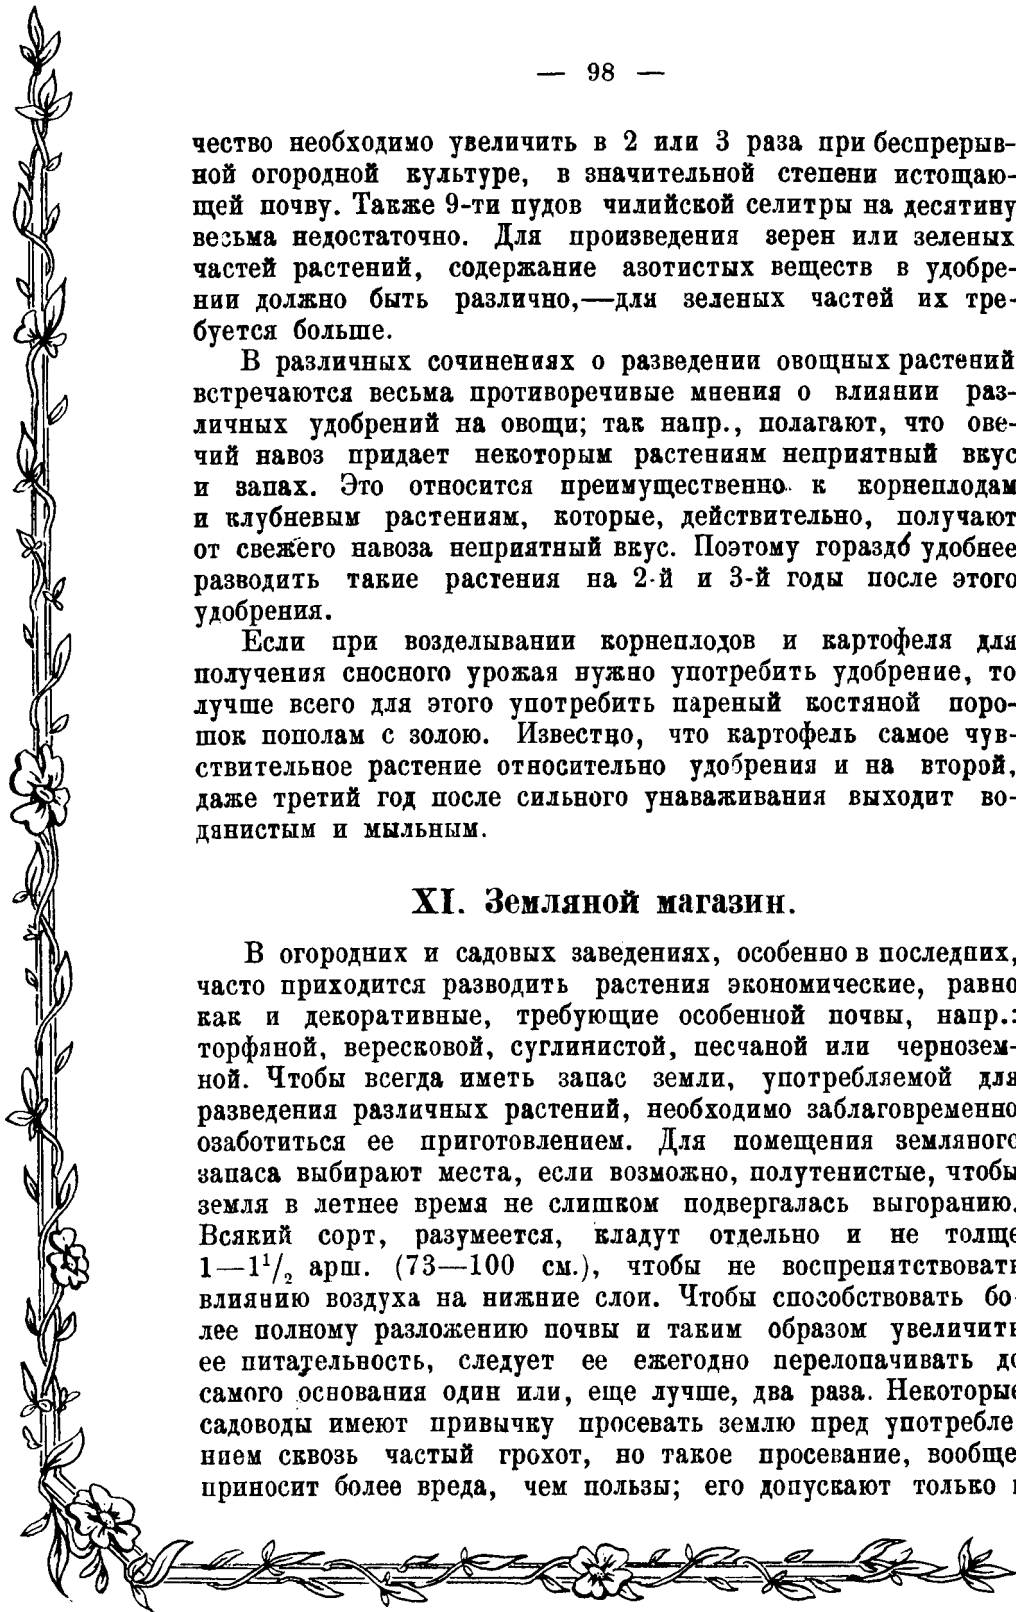 — 98 —
чество необходимо увеличить в 2 или 3 раза при беспрерыв-
ной огородной культуре, в значительной степени истощаю-
щей почву. Также 9-ти пудов чилийской селитры на десятину
весьма недостаточно. Для произведения зерен или зеленых
частей растений, содержание азотистых веществ в удобре-
нии должно быть различно,—для зеленых частей их тре-
буется больше.
В различных сочинениях о разведении овощных растений
встречаются весьма противоречивые мнения о влиянии раз-
личных удобрений на овощи; так напр., полагают, что ове-
чий навоз придает некоторым растениям неприятный вкус
и запах. Это относится преимущественно к корнеплодам
и клубневым растениям, которые, действительно, получают
от свежего навоза неприятный вкус. Поэтому гораздо удобнее
разводить такие растения на 2-й и 3-й годы после этого
удобрения.
Если при возделывании корнеплодов и картофеля для
получения сносного урожая нужно употребить удобрение, то
лучше всего для этого употребить пареный костяной поро-
шок пополам с золою. Известно, что картофель самое чув-
ствительное растение относительно удобрения и на второй,
даже третий год после сильного унаваживания выходит во-
дянистым и мыльным.
XI. Земляной магазин.
В огородних и садовых заведениях, особенно в последних,
часто приходится разводить растения экономические, равно
как и декоративные, требующие особенной почвы, напр.:
торфяной, вересковой, суглинистой, песчаной или чернозем-
ной. Чтобы всегда иметь запас земли, употребляемой для
разведения различных растений, необходимо заблаговременно
озаботиться ее приготовлением. Для помещения земляного
запаса выбирают места, если возможно, полутенистые, чтобы
земля в летнее время не слишком подвергалась выгоранию.
Всякий сорт, разумеется, кладут отдельно и не толще
1—1¹/₂ арш. (73—100 см.), чтобы не воспрепятствовать
влиянию воздуха на нижние слои. Чтобы способствовать бо-
лее полному разложению почвы и таким образом увеличить
ее питательность, следует ее ежегодно перелопачивать до
самого основания один или, еще лучше, два раза. Некоторые
садоводы имеют привычку просевать землю пред употребле-
нием сквозь частый грохот, но такое просевание, вообще
приносит более вреда, чем пользы; его допускают только